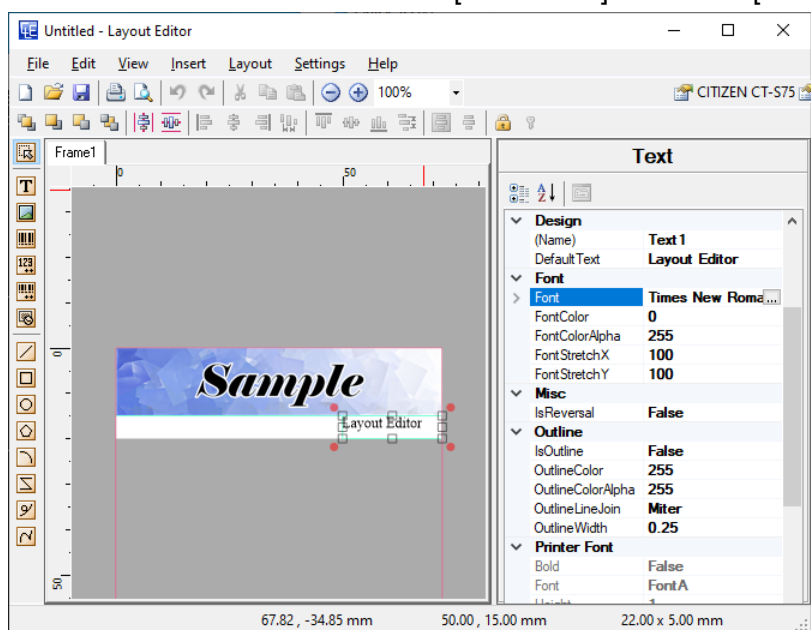 Untitled - Layout Editor
File Edit View Insert Layout Settings Help
100%
CITIZEN CT-S75
Frame1
Text
0 50
Design
(Name) Text1
DefaultText Layout Editor
Font
Font Times New Roma...
FontColor 0
FontColorAlpha 255
FontStretchX 100
FontStretchY 100
Misc
IsReversal False
Outline
IsOutline False
OutlineColor 255
OutlineColorAlpha 255
OutlineLineJoin Miter
OutlineWidth 0.25
Printer Font
Bold False
Font FontA
0
Sample
Layout Editor
50
67.82 , -34.85 mm 50.00 , 15.00 mm 22.00 x 5.00 mm